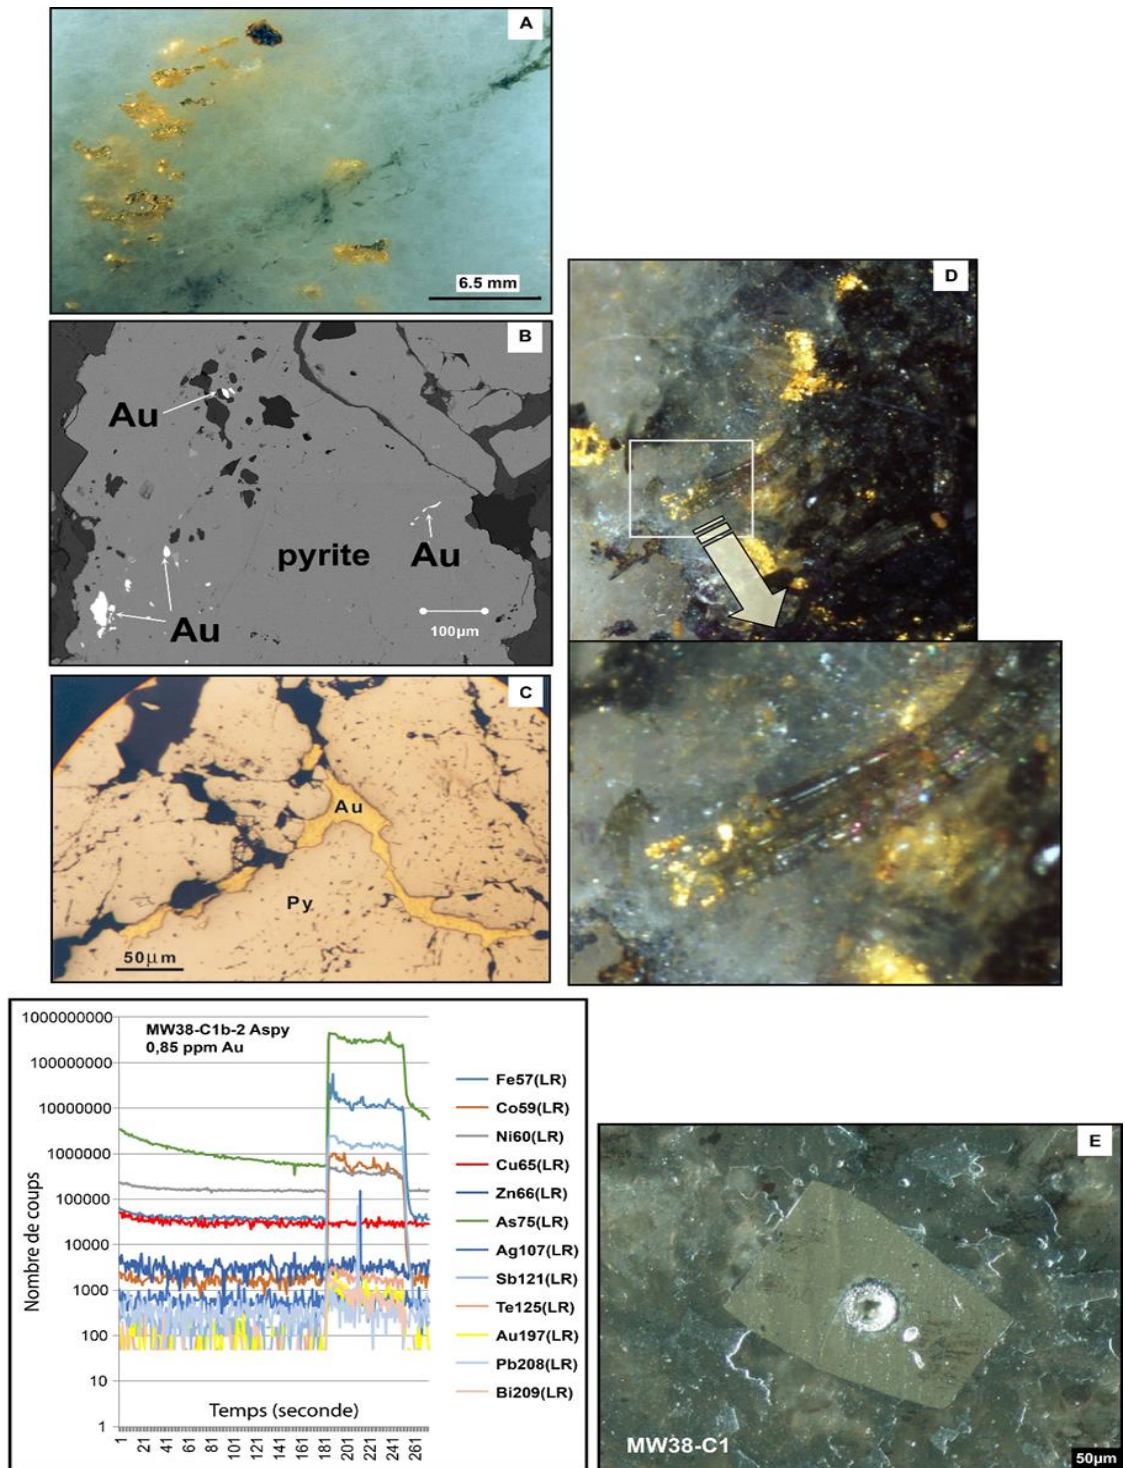 A
6.5 mm
B
Au
Au
pyrite
Au
100µm
C
Au
Py
50µm
D
MW38-C1b-2 Aspy
0,85 ppm Au
Nombre de coups
1000000000
100000000
10000000
1000000
100000
10000
1000
100
10
1
Temps (seconde)
1 21 41 61 81 101 121 141 161 181 201 221 241 261
Fe57(LR)
Co59(LR)
Ni60(LR)
Cu65(LR)
Zn66(LR)
As75(LR)
Ag107(LR)
Sb121(LR)
Te125(LR)
Au197(LR)
Pb208(LR)
Bi209(LR)
E
MW38-C1
50µm